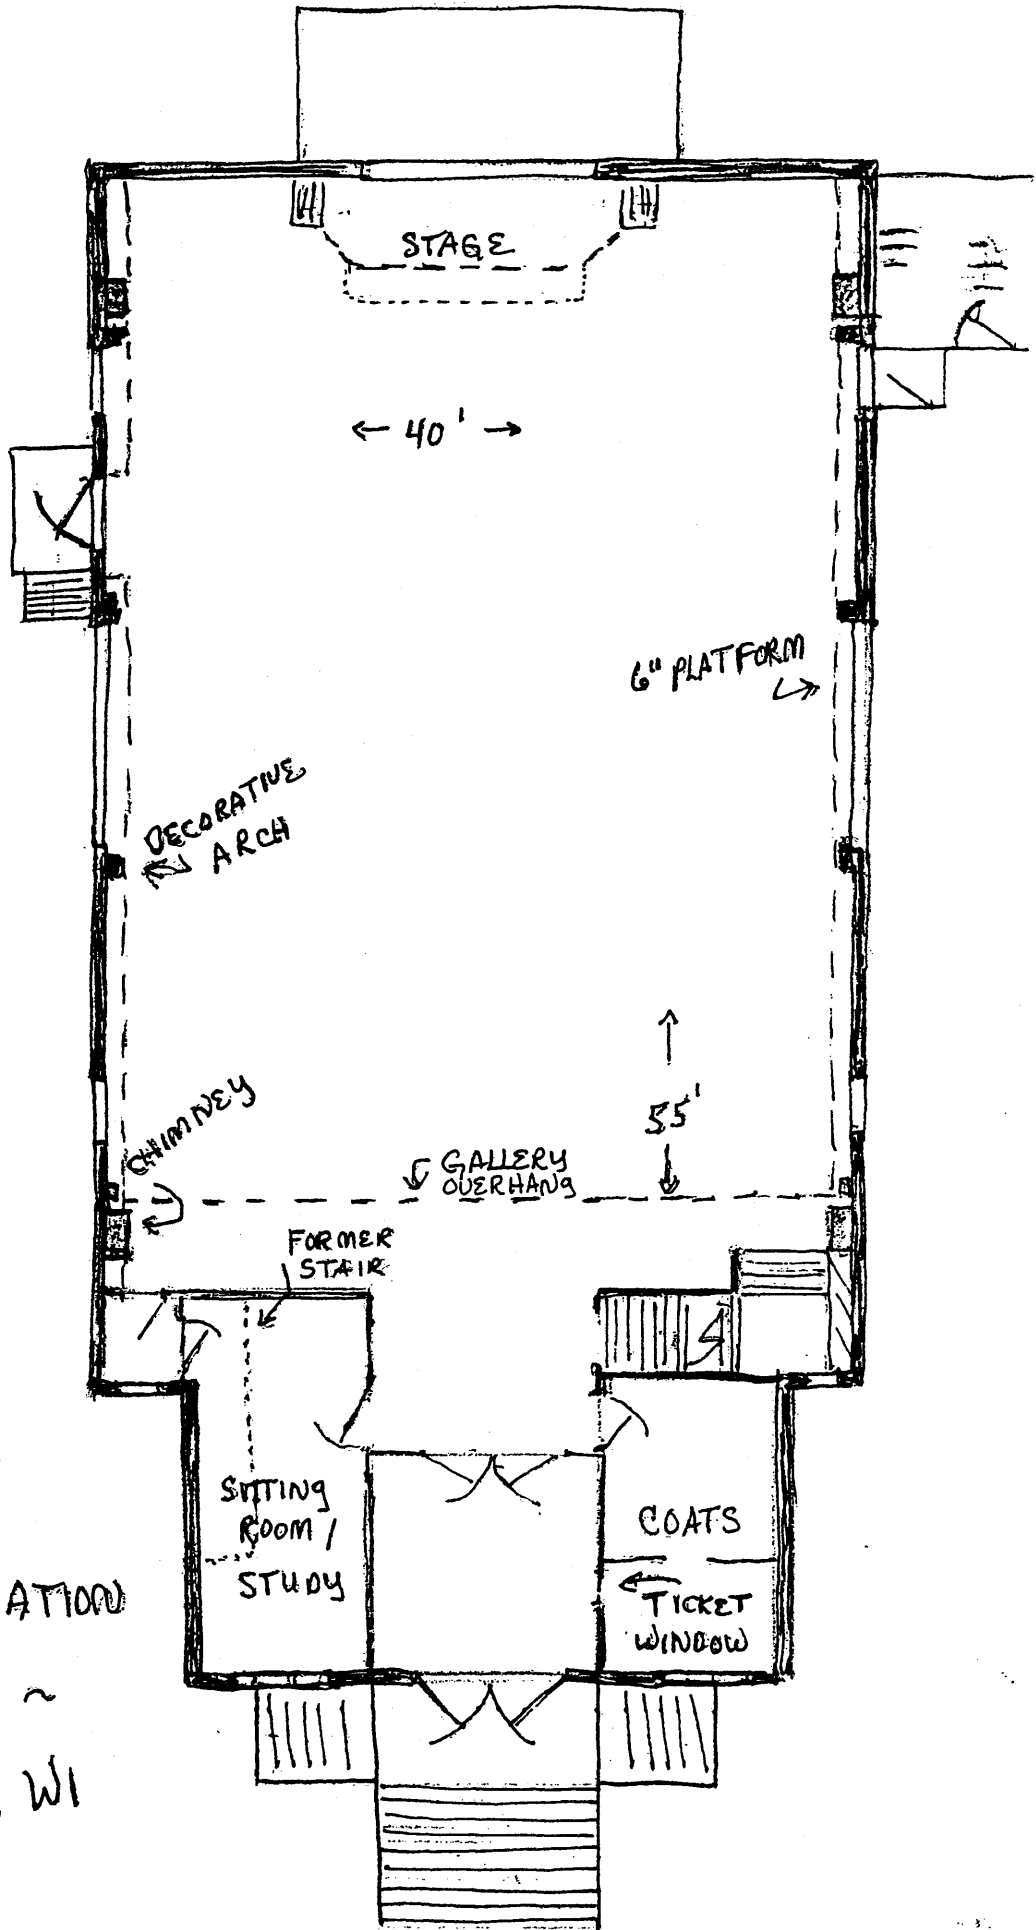 STAGE
← 40' →
6" PLATFORM
DECORATIVE
ARCH
CHIMNEY
55'
GALLERY
OVERHANG
FORMER
STAIR
SITTING
ROOM /
STUDY
COATS
TICKET
WINDOW
ATION
~
WI